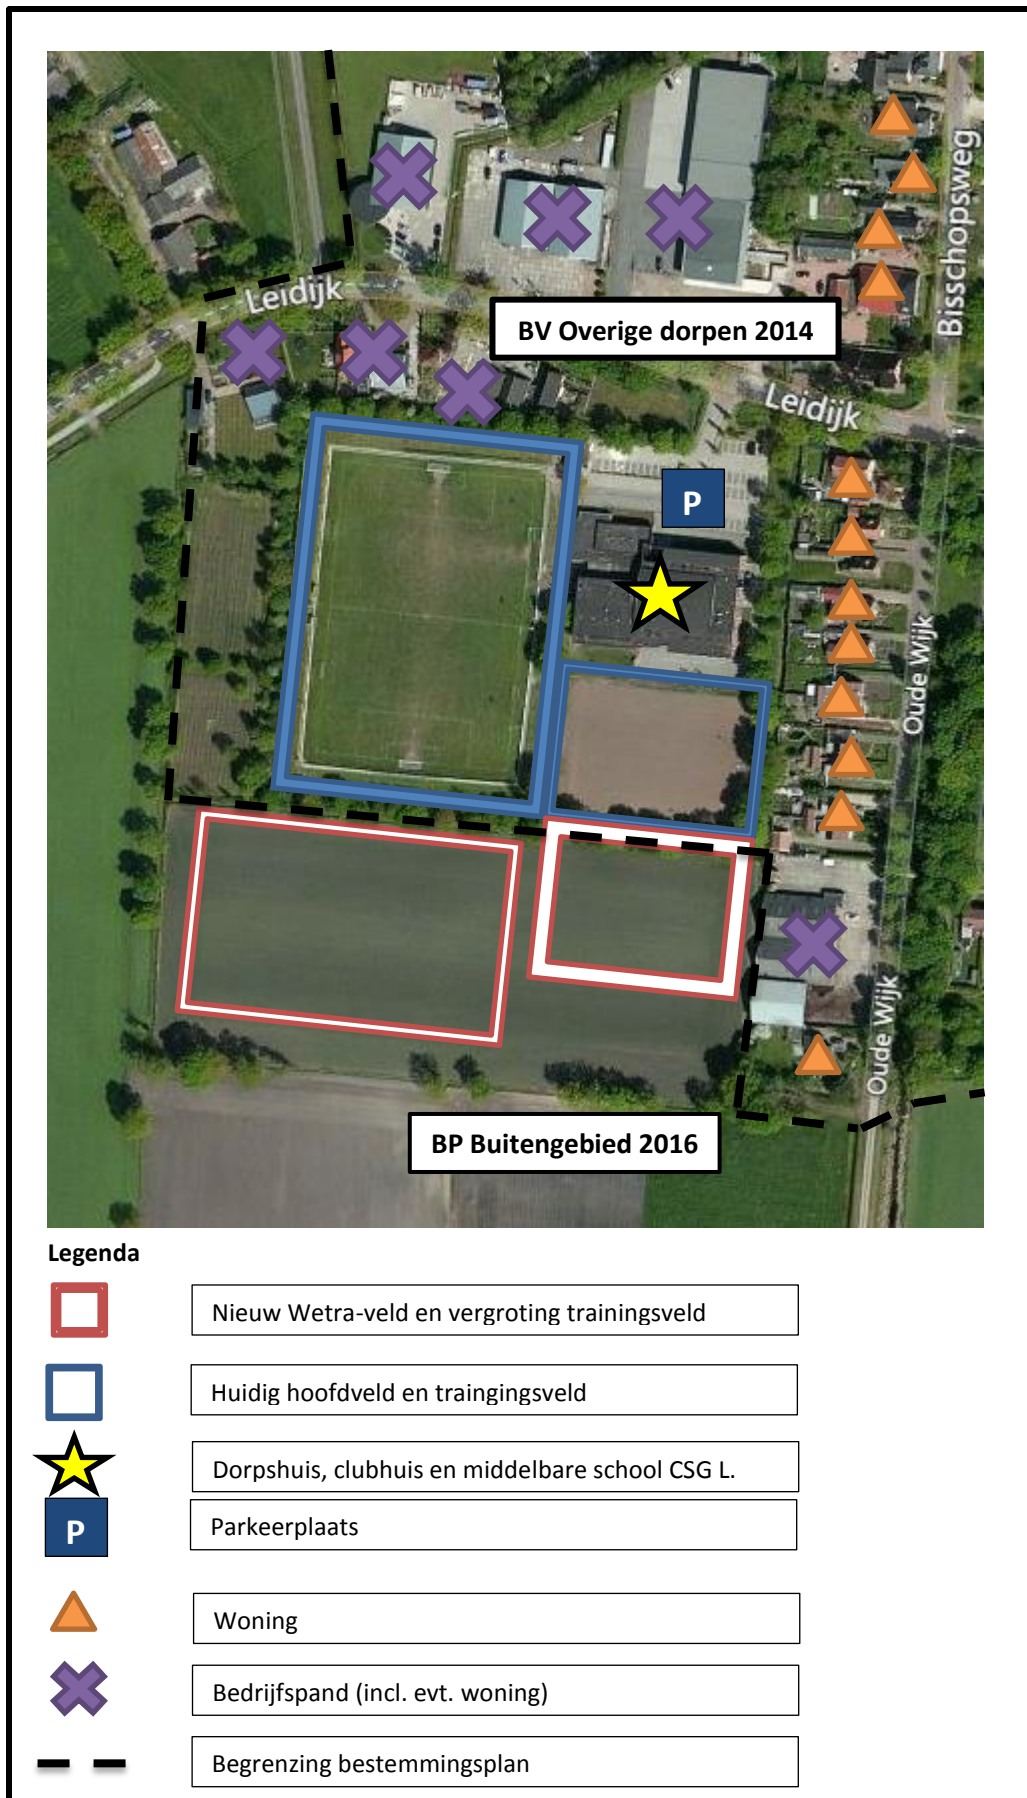 Bisschopsweg
Leidijk
BV Overige dorpen 2014
Leidijk
P
Oude Wijk
Oude Wijk
BP Buitengebied 2016
Legenda
Nieuw Wetra-veld en vergroting trainingsveld
Huidig hoofdveld en traingingsveld
Dorpshuis, clubhuis en middelbare school CSG L.
P
Parkeerplaats
Woning
Bedrijfspand (incl. evt. woning)
Begrenzing bestemmingsplan